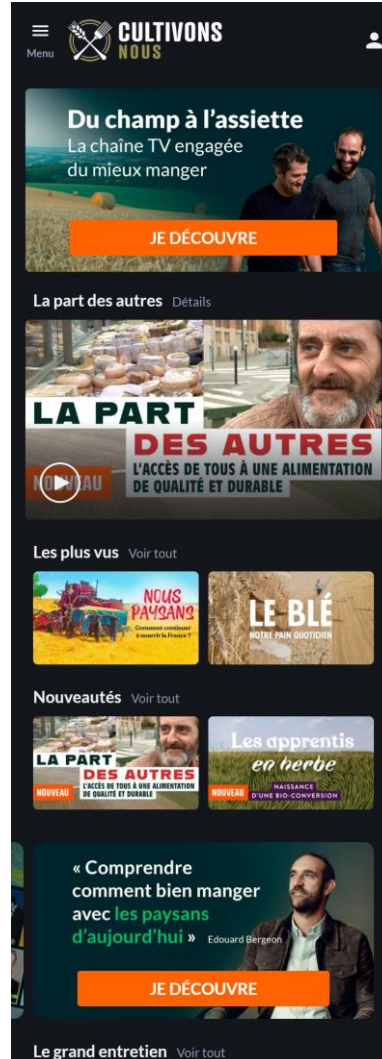 Menu
CULTIVONS
NOUS
Du champ à l'assiette
La chaîne TV engagée
du mieux manger
JE DÉCOUVRE
La part des autres Détails
LA PART
DES AUTRES
L'ACCÈS DE TOUS À UNE ALIMENTATION
DE QUALITÉ ET DURABLE
NOUVEAU
Les plus vus Voir tout
NOUS
PAYSANS
Comment continuer
à nourrir la France ?
LE BLÉ
NOTRE PAIN QUOTIDIEN
Nouveautés Voir tout
LA PART
DES AUTRES
L'ACCÈS DE TOUS À UNE ALIMENTATION
DE QUALITÉ ET DURABLE
NOUVEAU
Les apprentis
en herbe
NAISSANCE
D'UNE BIO-CONVERSION
NOUVEAU
« Comprendre
comment bien manger
avec les paysans
d'aujourd'hui » Edouard Bergeon
JE DÉCOUVRE
Le grand entretien Voir tout